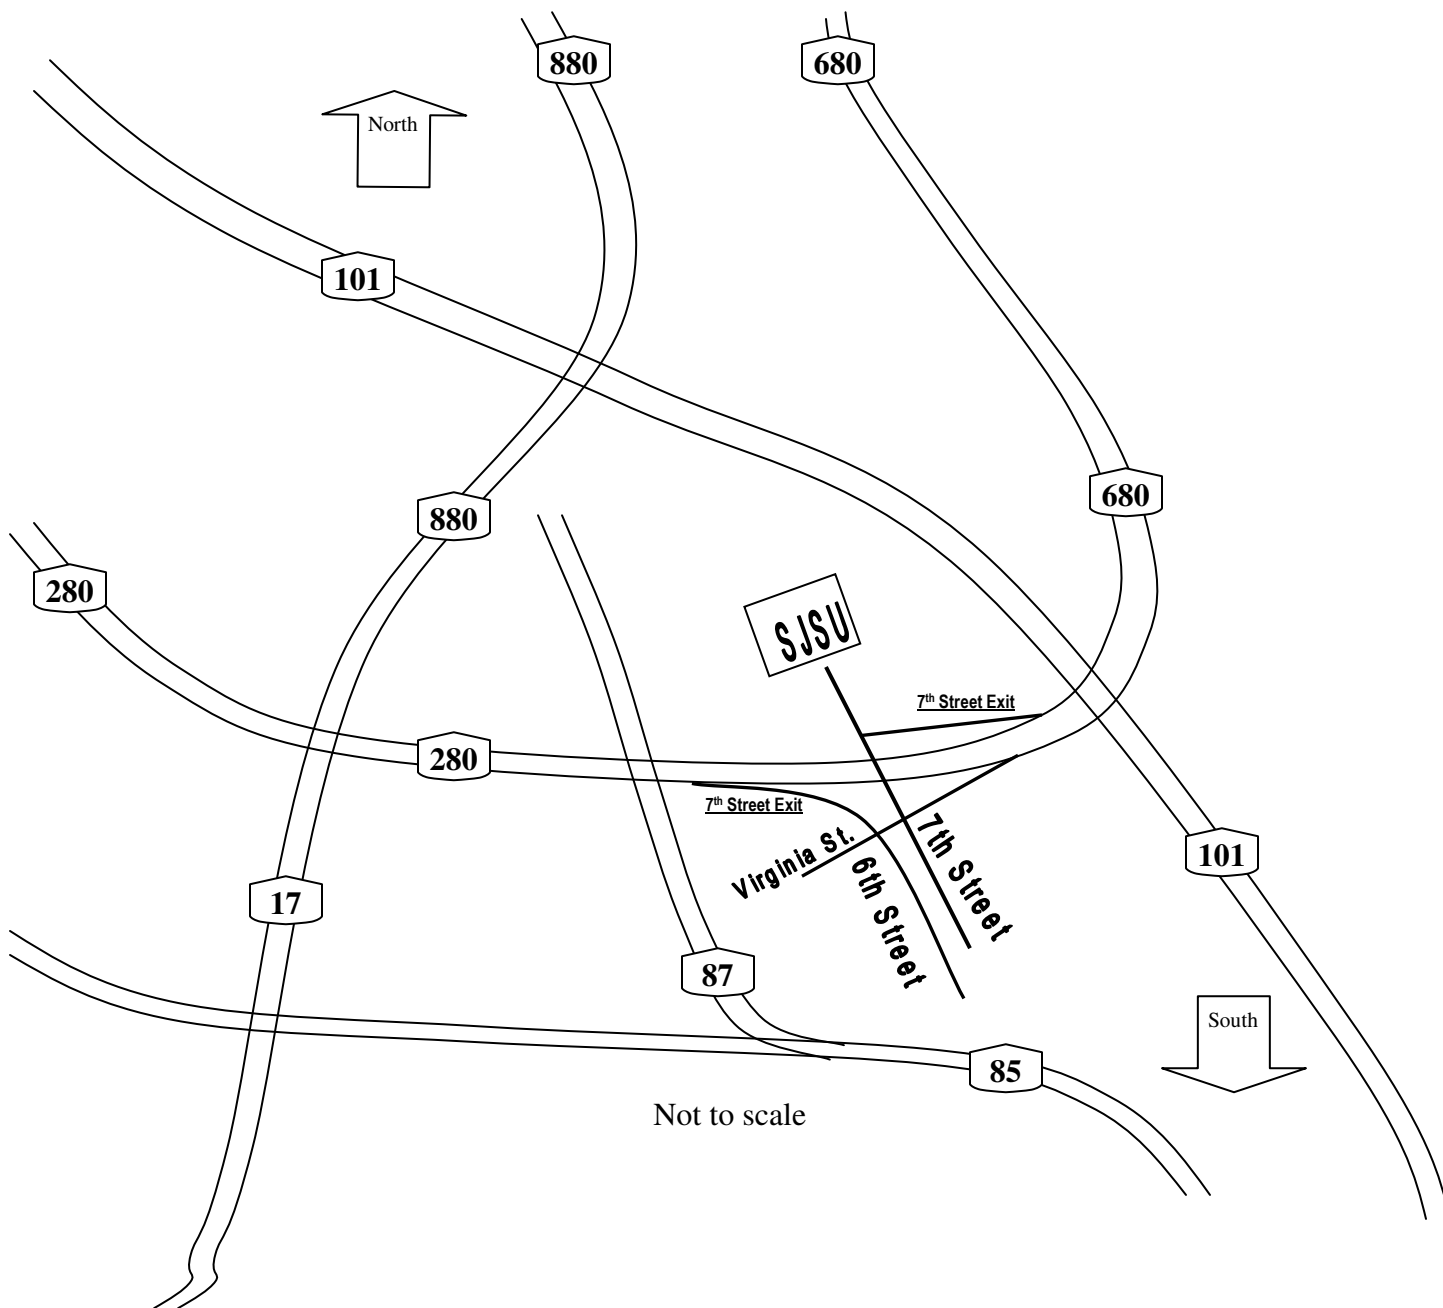 880
680
North
101
680
880
280
SJSU
7th Street Exit
280
7th Street Exit
Virginia St.
7th Street
6th Street
101
17
87
South
85
Not to scale